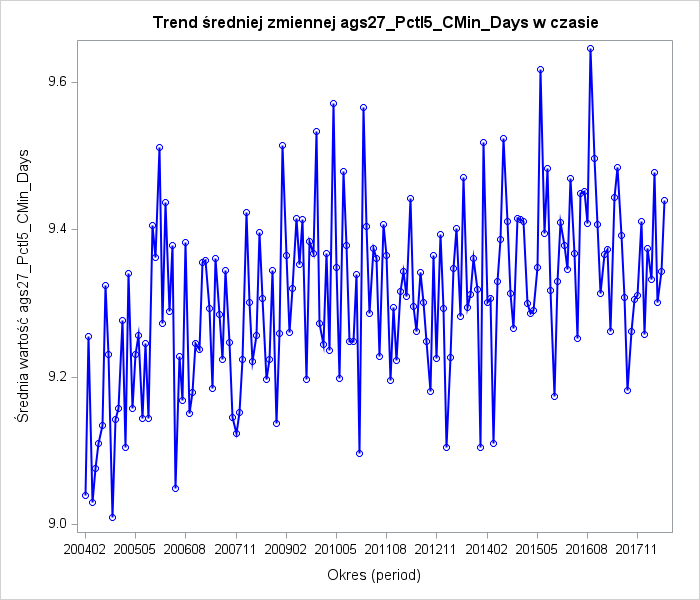 Trend średniej zmiennej ags27_Pctl5_CMin_Days w czasie
Średnia wartość ags27_Pctl5_CMin_Days
9.6
9.4
9.2
9.0
200402 200505 200608 200711 200902 201005 201108 201211 201402 201505 201608 201711
Okres (period)